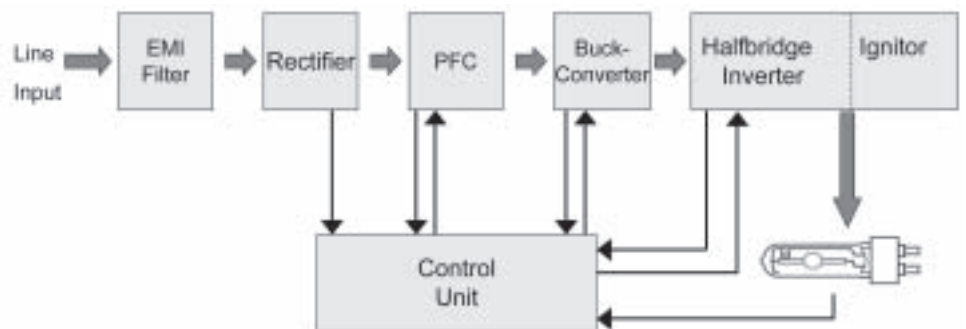 Line
Input
EMI
Filter
Rectifier
PFC
Buck-
Converter
Halfbridge
Inverter
Ignitor
Control
Unit